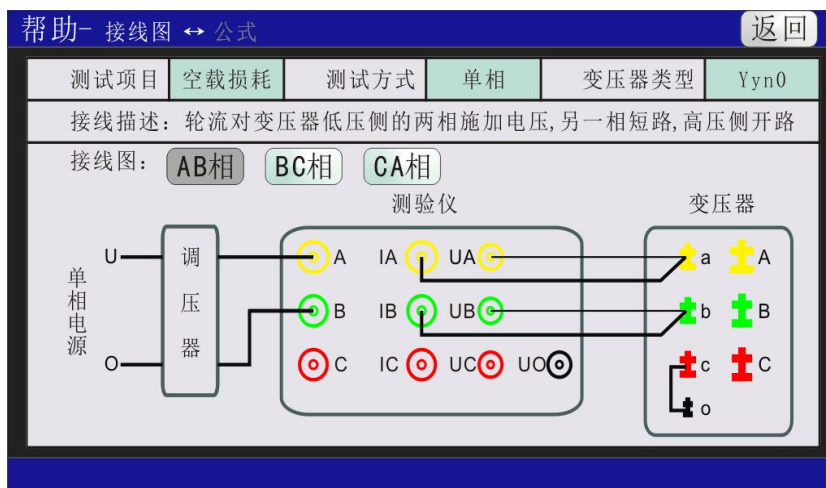 帮助- 接线图 ↔ 公式 返回
测试项目 空载损耗 测试方式 单相 变压器类型 Yyn0
接线描述: 轮流对变压器低压侧的两相施加电压,另一相短路,高压侧开路
接线图: AB相 BC相 CA相
测验仪 变压器
单相电源
U
O
调压器
A IA UA
B IB UB
C IC UC UO
a A
b B
c C
o